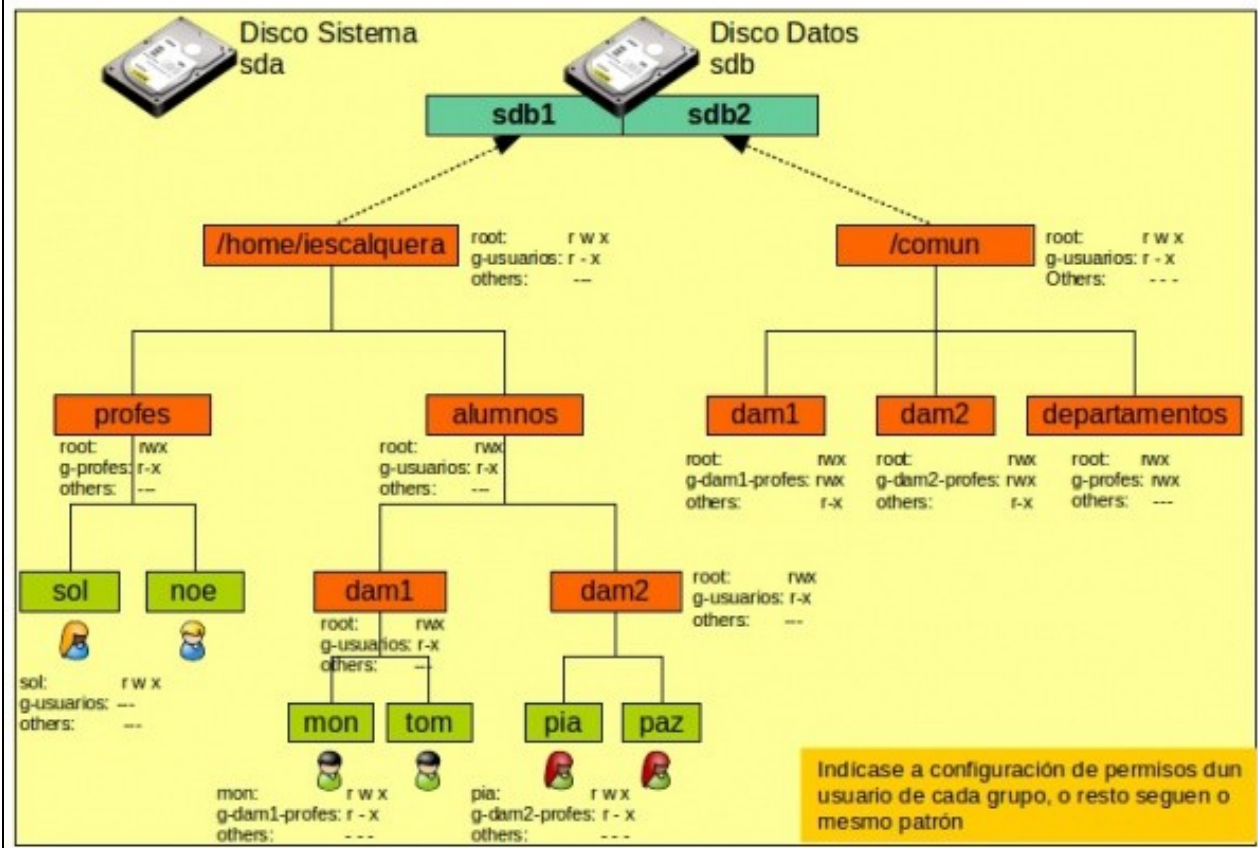 Disco Sistema
sda
Disco Datos
sdb
sdb1
sdb2
/home/iescalquera
root: r w x
g-usuarios: r - x
others: ---
/comun
root: r w x
g-usuarios: r - x
Others: - - -
profes
root: rwx
g-profes: r-x
others: ---
alumnos
root: rwx
g-usuarios: r-x
others: ---
dam1
root: rwx
g-dam1-profes: rwx
others: r-x
dam2
root: rwx
g-dam2-profes: rwx
others: r-x
departamentos
root: rwx
g-profes: rwx
others: ---
sol
noe
sol: r w x
g-usuarios: ---
others: ---
dam1
root: rwx
g-usuarios: r-x
others: ---
dam2
root: rwx
g-usuarios: r-x
others: ---
mon
tom
mon: r w x
g-dam1-profes: r - x
others: - - -
pia
paz
pia: r w x
g-dam2-profes: r - x
others: - - -
Indícase a configuración de permisos dun
usuario de cada grupo, o resto seguen o
mesmo patrón